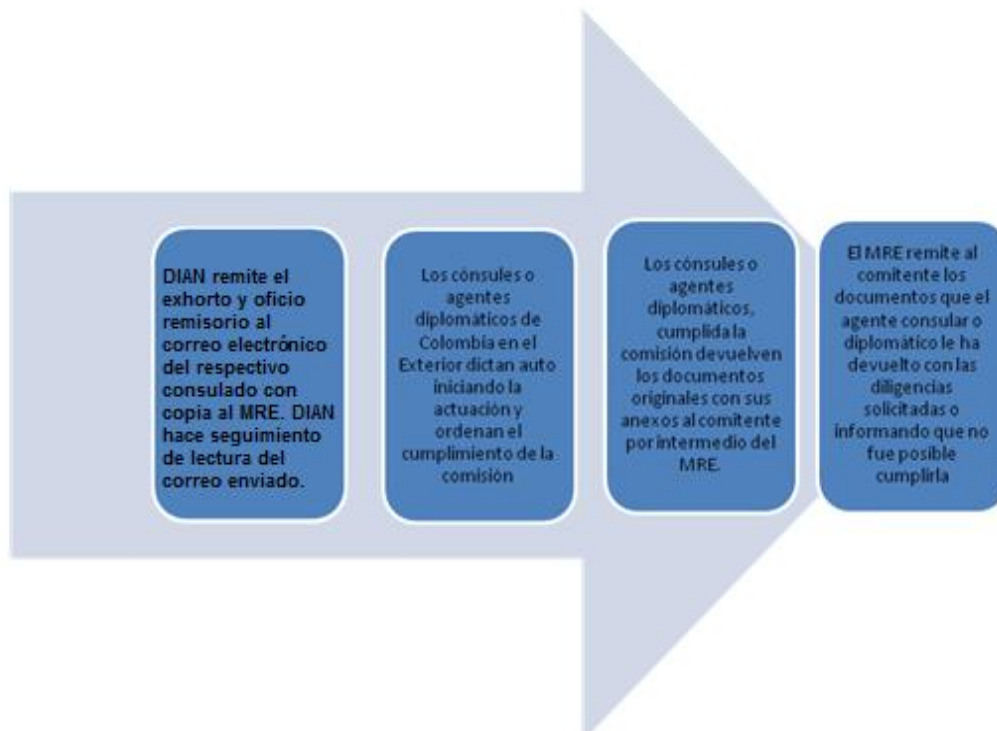 DIAN remite el
exhorto y oficio
remisorio al
correo electrónico
del respectivo
consulado con
copia al MRE. DIAN
hace seguimiento
de lectura del
correo enviado.
Los cónsules o
agentes
diplomáticos de
Colombia en el
Exterior dictan auto
iniciando la
actuación y
ordenan el
cumplimiento de la
comisión
Los cónsules o
agentes
diplomáticos,
cumplida la
comisión devuelven
los documentos
originales con sus
anexos al comitente
por intermedio del
MRE.
El MRE remite al
comitente los
documentos que el
agente consular o
diplomático le ha
devuelto con las
diligencias
solicitadas o
informando que no
fue posible
cumplirla